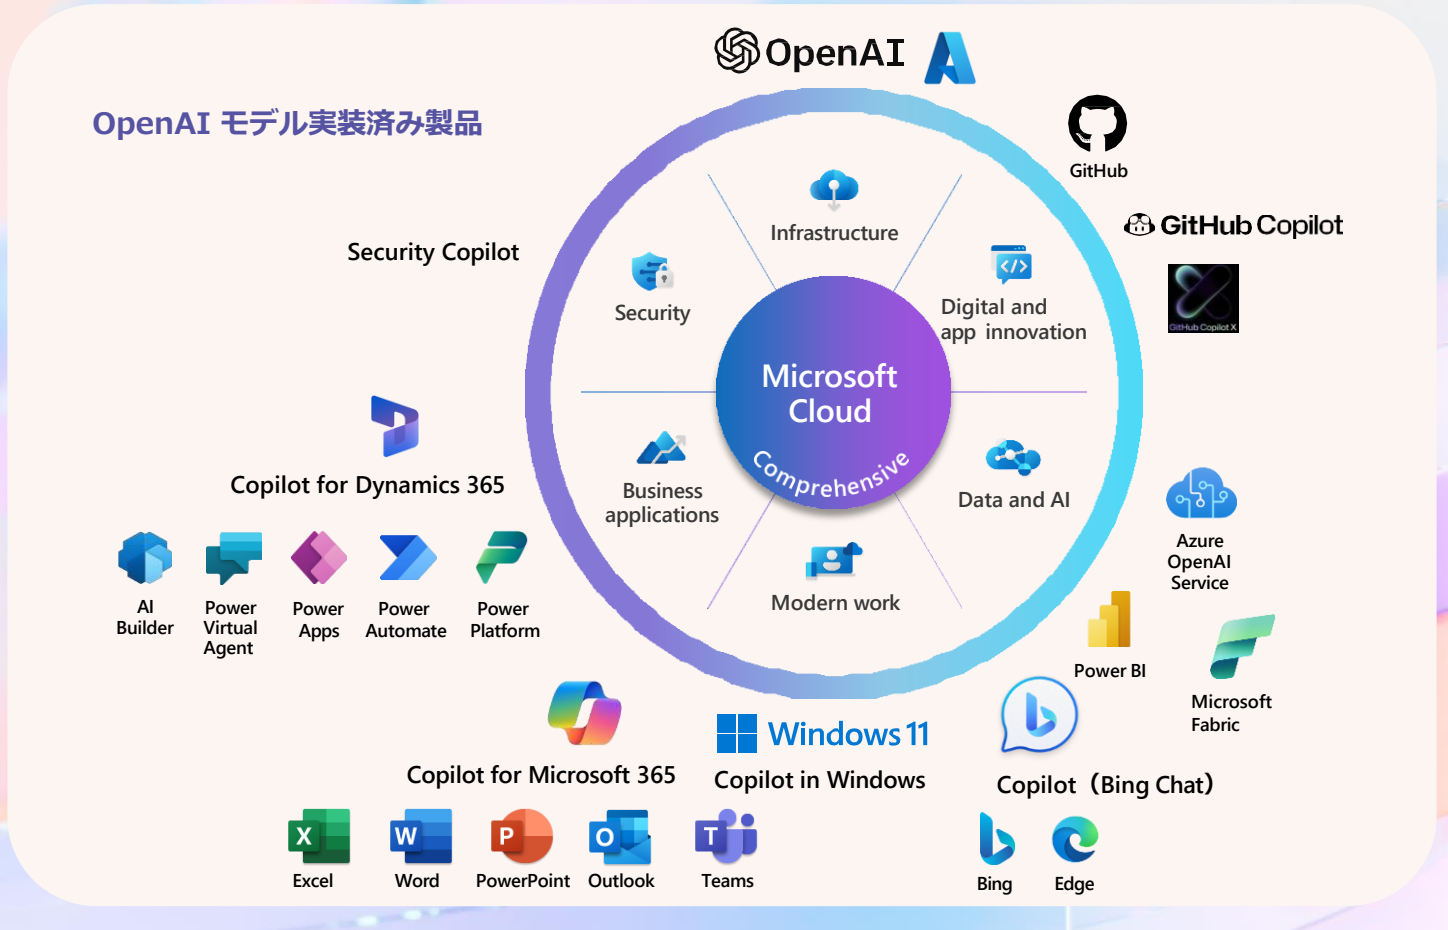 OpenAI
OpenAI モデル実装済み製品
GitHub
GitHub Copilot
GitHub Copilot X
Security Copilot
Infrastructure
Security
Digital and
app innovation
Microsoft
Cloud
Comprehensive
Business
applications
Data and AI
Modern work
Copilot for Dynamics 365
AI
Builder
Power
Virtual
Agent
Power
Apps
Power
Automate
Power
Platform
Azure
OpenAI
Service
Power BI
Microsoft
Fabric
Copilot for Microsoft 365
Windows 11
Copilot in Windows
Copilot（Bing Chat）
X
Excel
W
Word
P
PowerPoint
O
Outlook
T
Teams
Bing
Edge